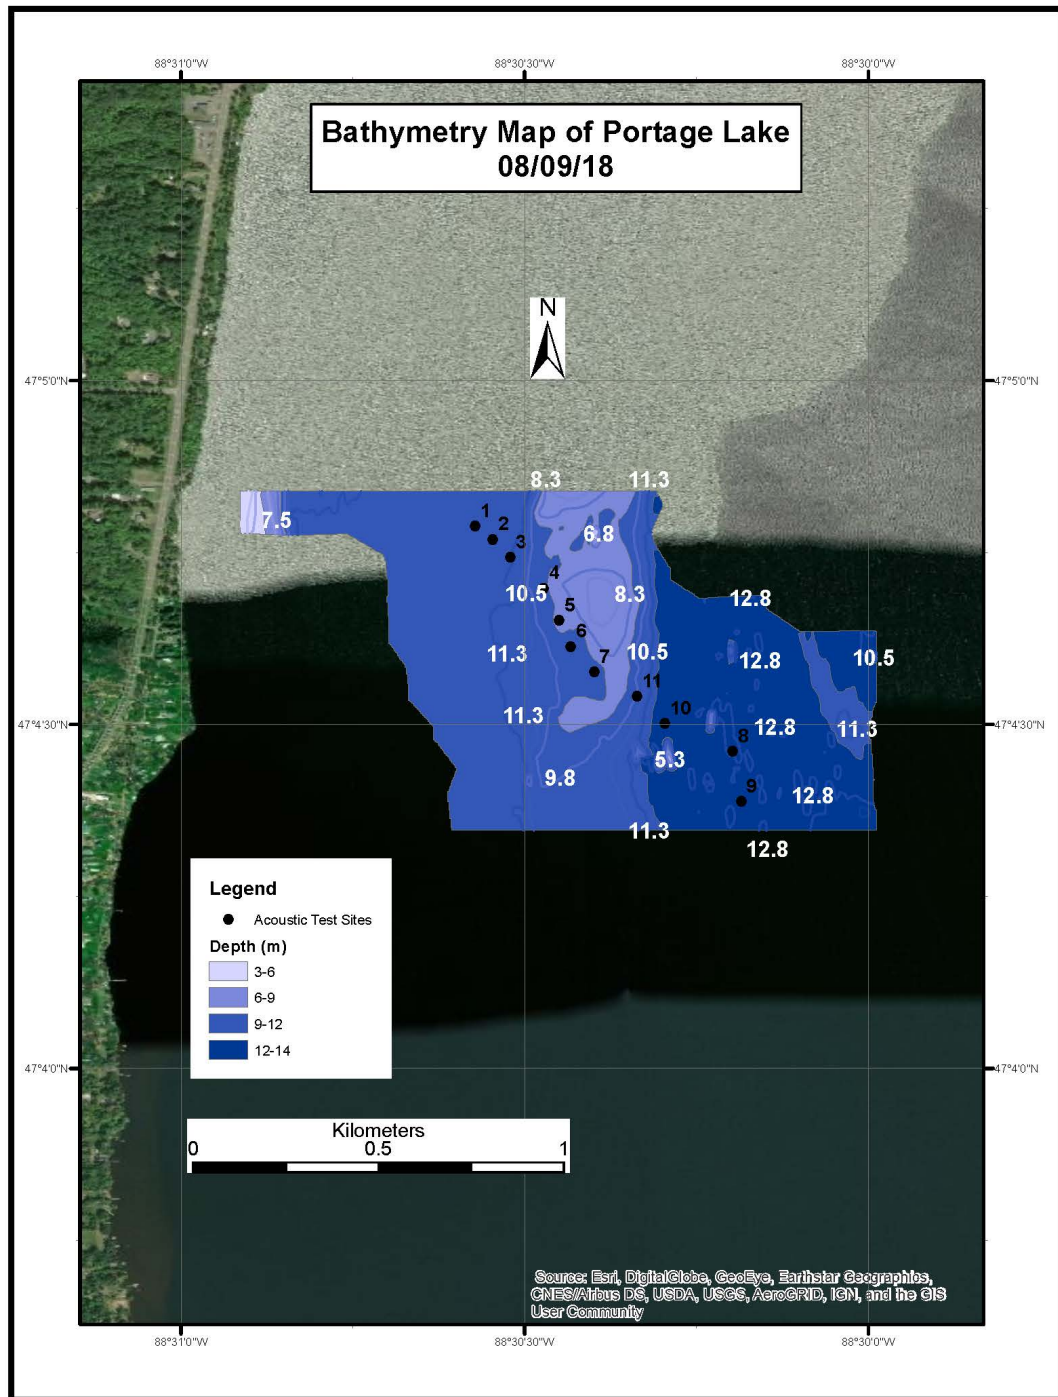 88°31'0"W
88°30'30"W
88°30'0"W
Bathymetry Map of Portage Lake
08/09/18
N
47°5'0"N
47°5'0"N
8.3
11.3
7.5
1
2
6.8
3
4
10.5
8.3
12.8
5
6
11.3
7
10.5
12.8
10.5
11
11.3
10
12.8
11.3
47°4'30"N
47°4'30"N
8
5.3
9.8
9
12.8
11.3
12.8
Legend
Acoustic Test Sites
Depth (m)
3-6
6-9
9-12
12-14
47°4'0"N
47°4'0"N
Kilometers
0 0.5 1
Source: Esri, DigitalGlobe, GeoEye, Earthstar Geographics,
CNES/Airbus DS, USDA, USGS, AeroGRID, IGN, and the GIS
User Community
88°31'0"W
88°30'30"W
88°30'0"W